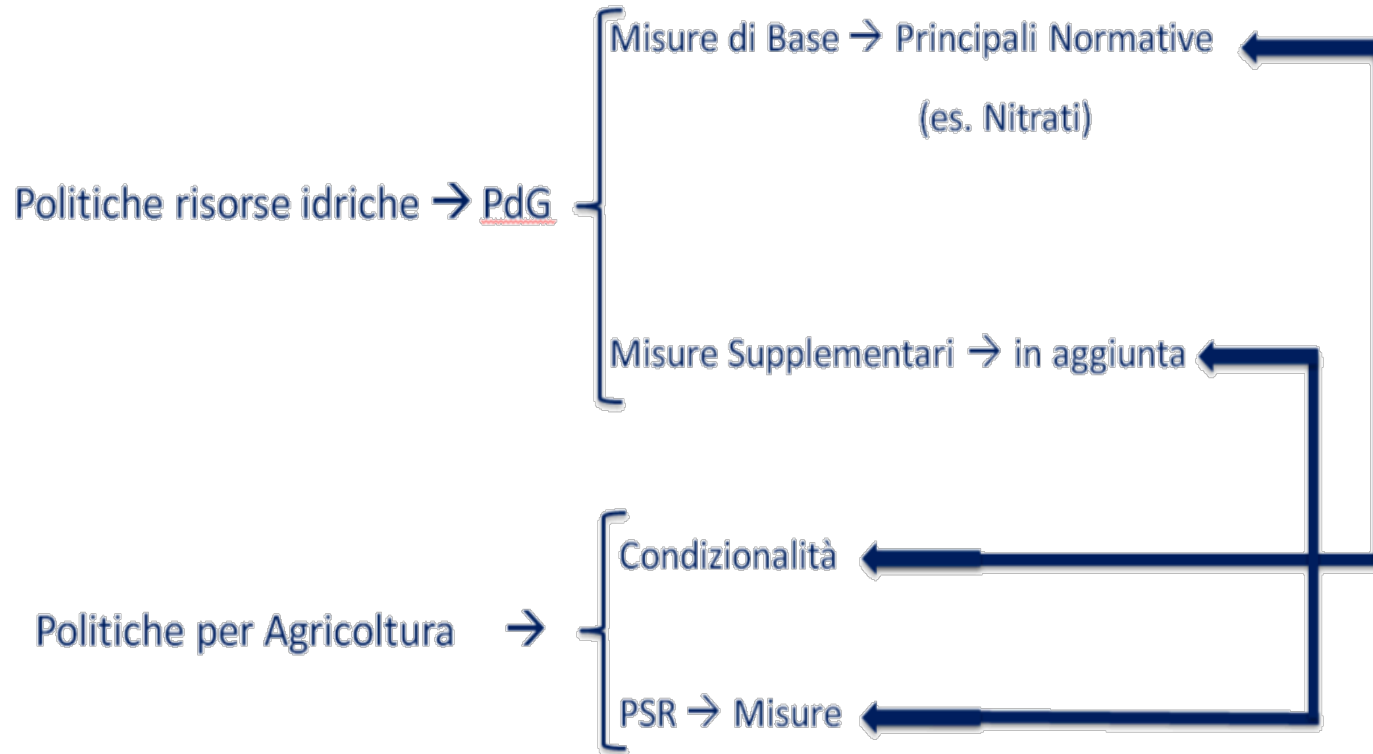 Misure di Base → Principali Normative
(es. Nitrati)
Politiche risorse idriche → PdG
Misure Supplementari → in aggiunta
Condizionalità
Politiche per Agricoltura →
PSR → Misure